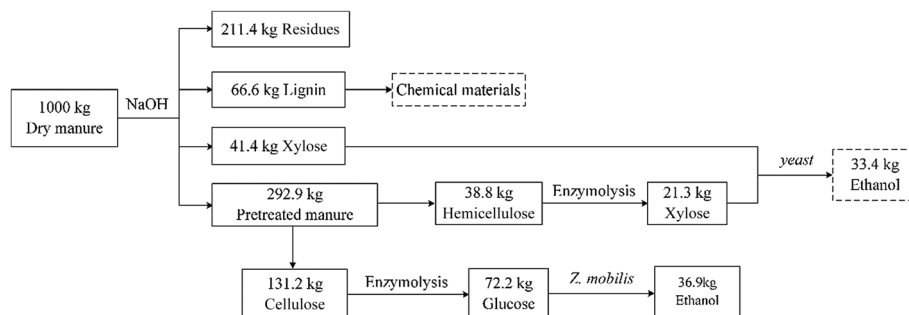 211.4 kg Residues
66.6 kg Lignin
Chemical materials
1000 kg
Dry manure
NaOH
41.4 kg Xylose
yeast
33.4 kg
Ethanol
292.9 kg
Pretreated manure
38.8 kg
Hemicellulose
Enzymolysis
21.3 kg
Xylose
131.2 kg
Cellulose
Enzymolysis
72.2 kg
Glucose
Z. mobilis
36.9kg
Ethanol